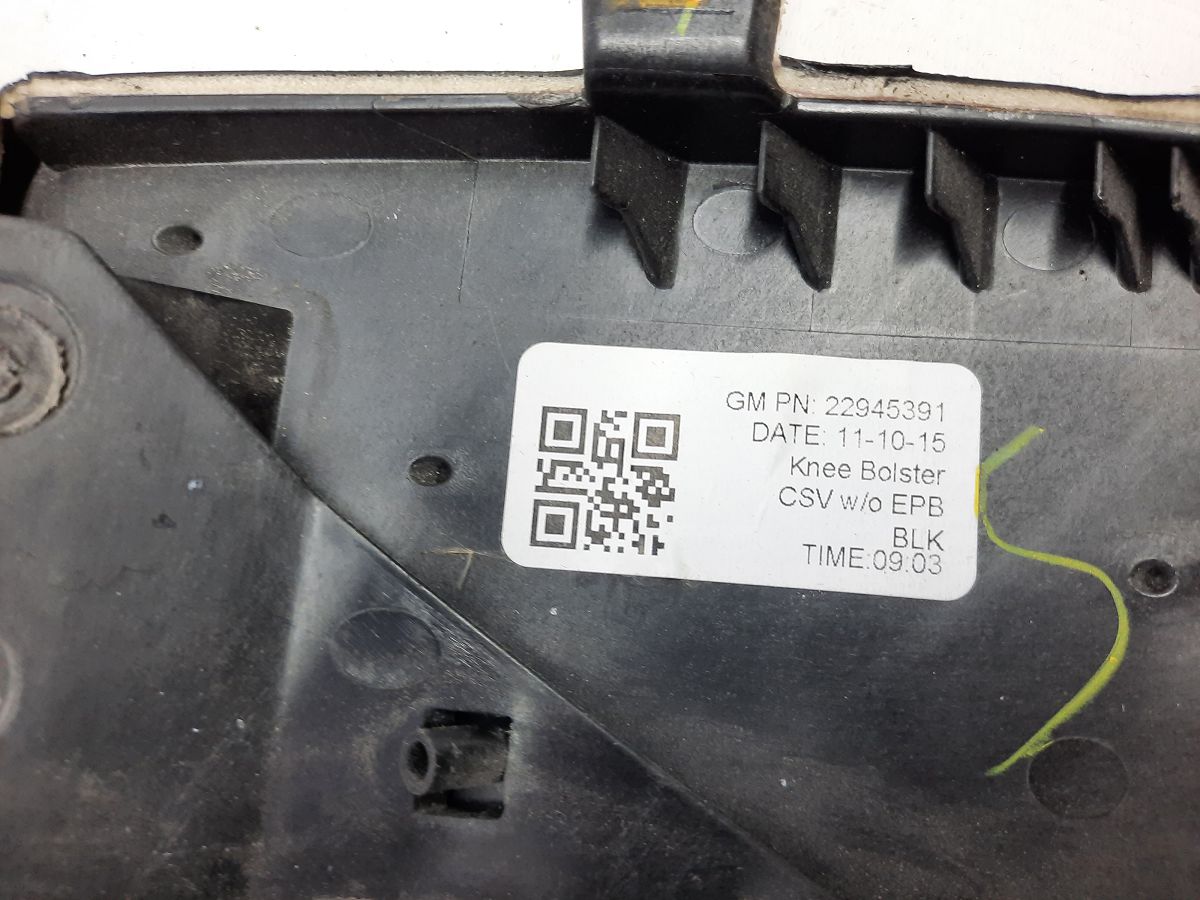 GM PN: 22945391
DATE: 11-10-15
Knee Bolster
CSV w/o EPB
BLK
TIME:09:03